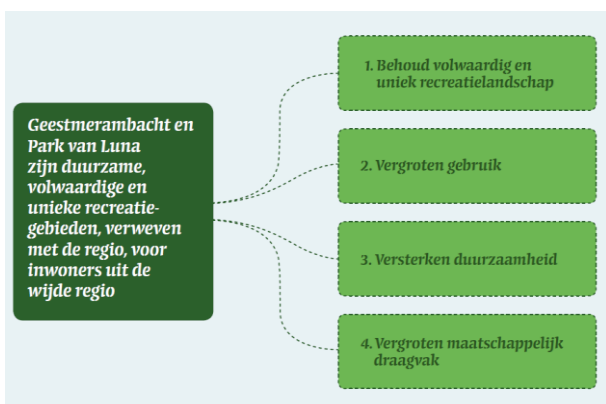 Geestmerambacht en
Park van Luna
zijn duurzame,
volwaardige en
unieke recreatie-
gebieden, verweven
met de regio, voor
inwoners uit de
wijde regio
1. Behoud volwaardig en
uniek recreatielandschap
2. Vergroten gebruik
3. Versterken duurzaamheid
4. Vergroten maatschappelijk
draagvak